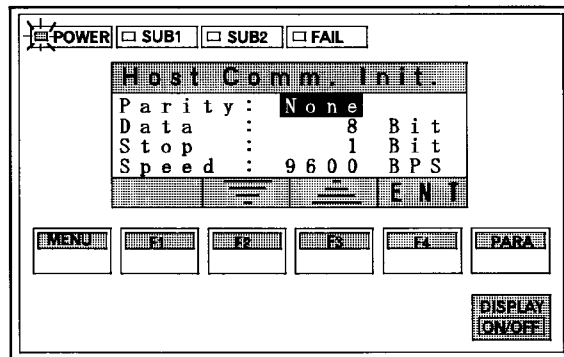 POWER SUB1 SUB2 FAIL
Host Comm. Init.
Parity: None
Data : 8 Bit
Stop : 1 Bit
Speed : 9600 BPS
ENT
MENU F1 F2 F3 F4 PARA
DISPLAY
ON/OFF